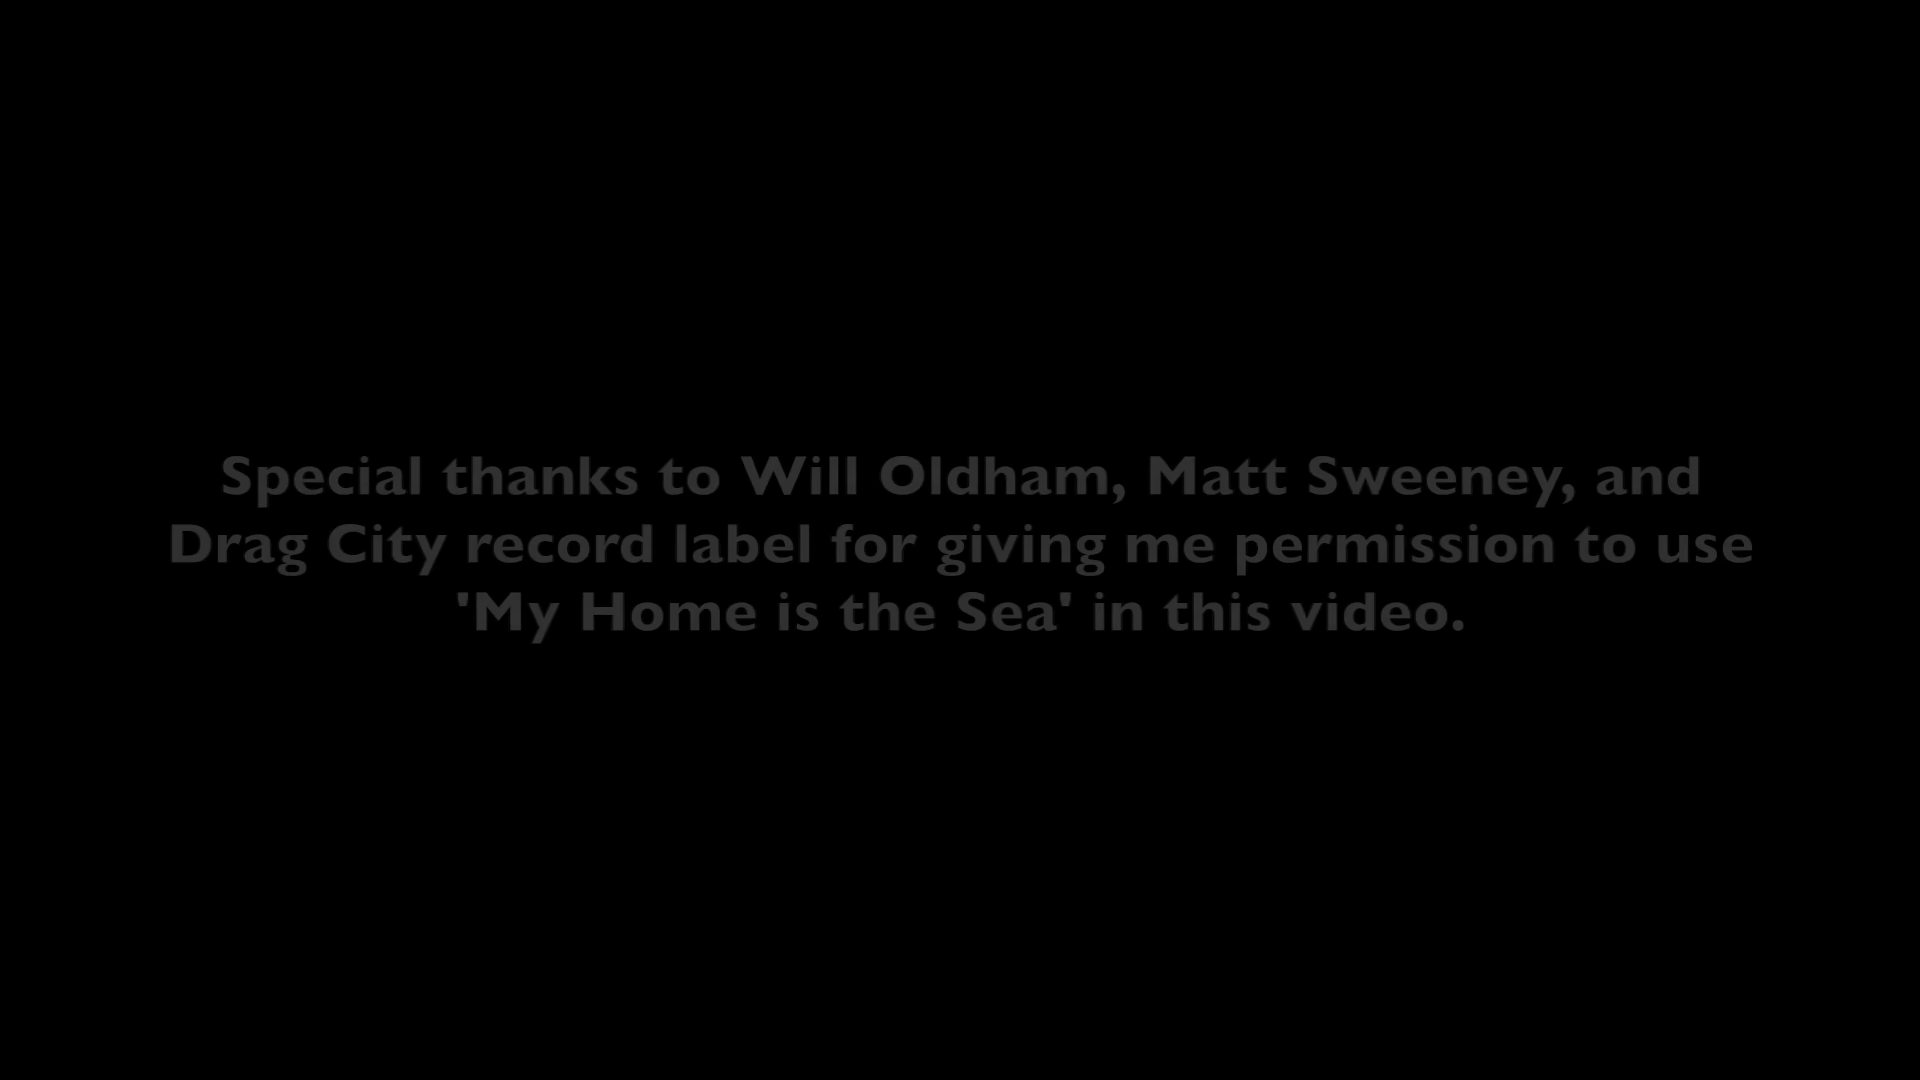 Special thanks to Will Oldham, Matt Sweeney, and
Drag City record label for giving me permission to use
'My Home is the Sea' in this video.